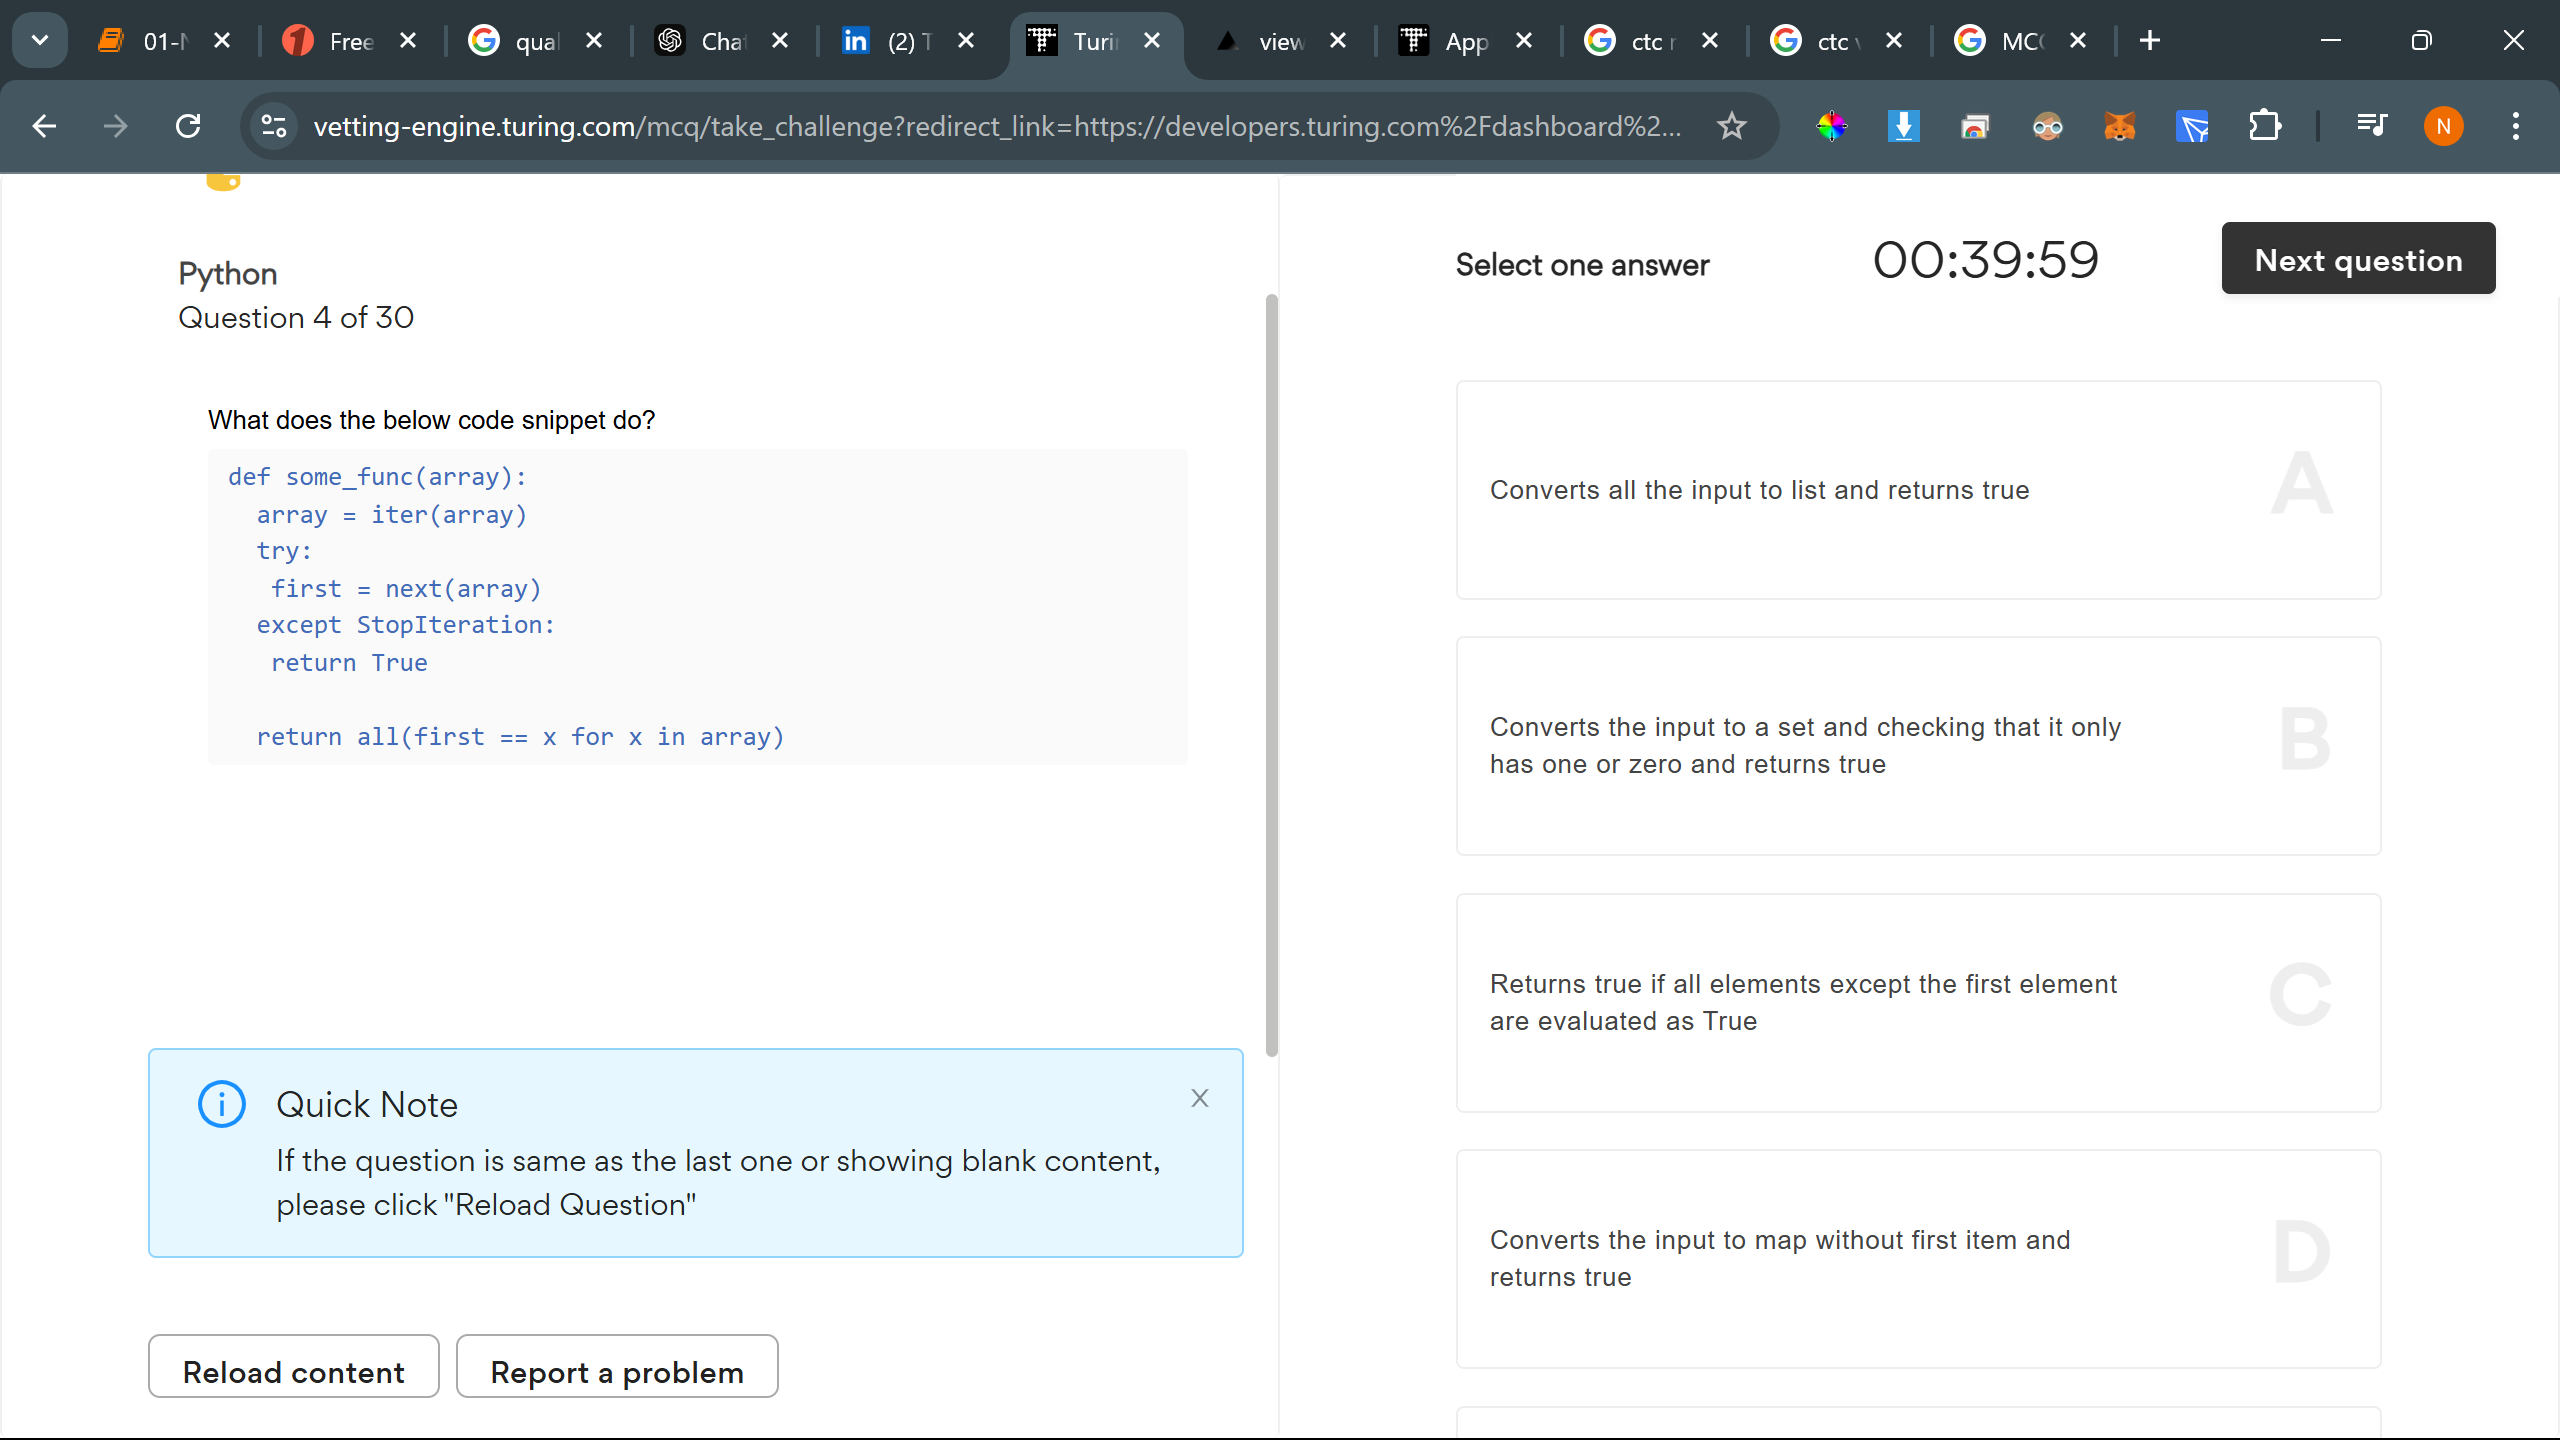 01-
Free
qual
Chat
(2) T
Turi
view
App
ctc r
ctc
MC
vetting-engine.turing.com/mcq/take_challenge?redirect_link=https://developers.turing.com%2Fdashboard%2...
N
Python
Question 4 of 30
What does the below code snippet do?
def some_func(array):
  array = iter(array)
  try:
   first = next(array)
  except StopIteration:
   return True
  return all(first == x for x in array)
Quick Note
X
If the question is same as the last one or showing blank content,
please click "Reload Question"
Reload content
Report a problem
Select one answer
00:39:59
Next question
Converts all the input to list and returns true
A
Converts the input to a set and checking that it only
has one or zero and returns true
B
Returns true if all elements except the first element
are evaluated as True
C
Converts the input to map without first item and
returns true
D